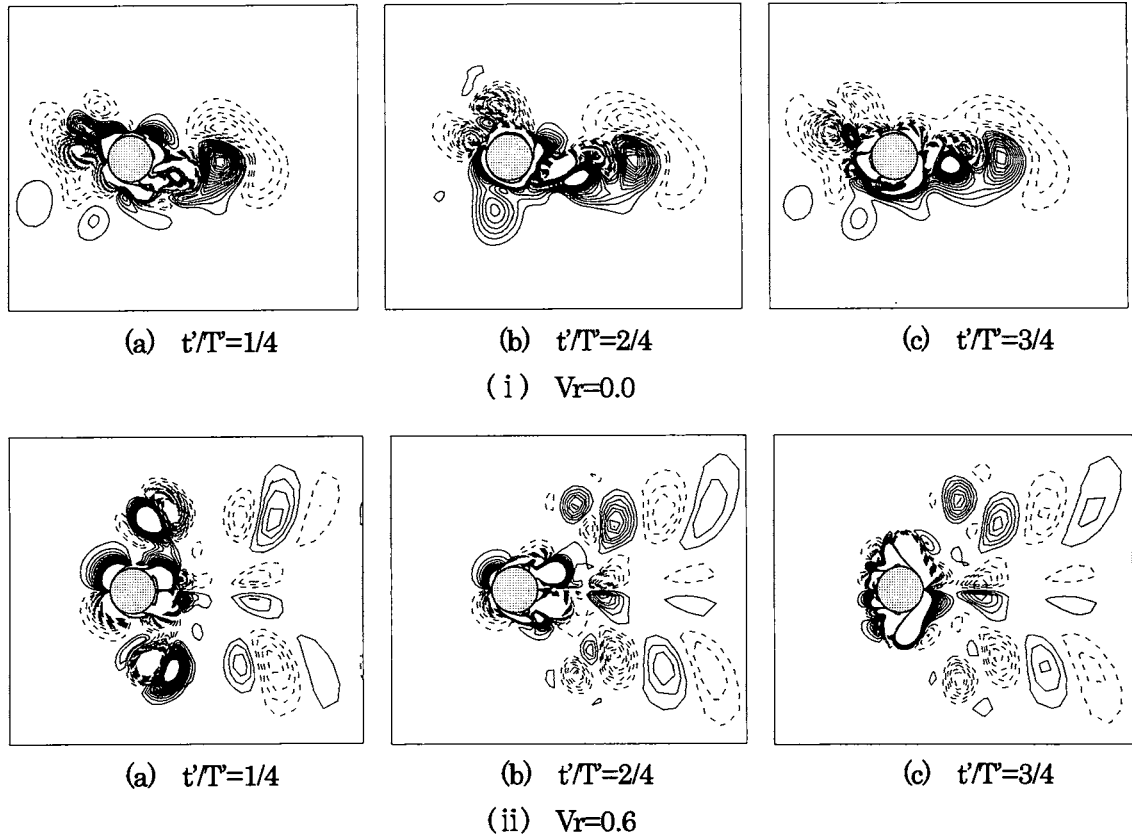 (a) t'/T'=1/4
(b) t'/T'=2/4
(c) t'/T'=3/4
(i) Vr=0.0
(a) t'/T'=1/4
(b) t'/T'=2/4
(c) t'/T'=3/4
(ii) Vr=0.6